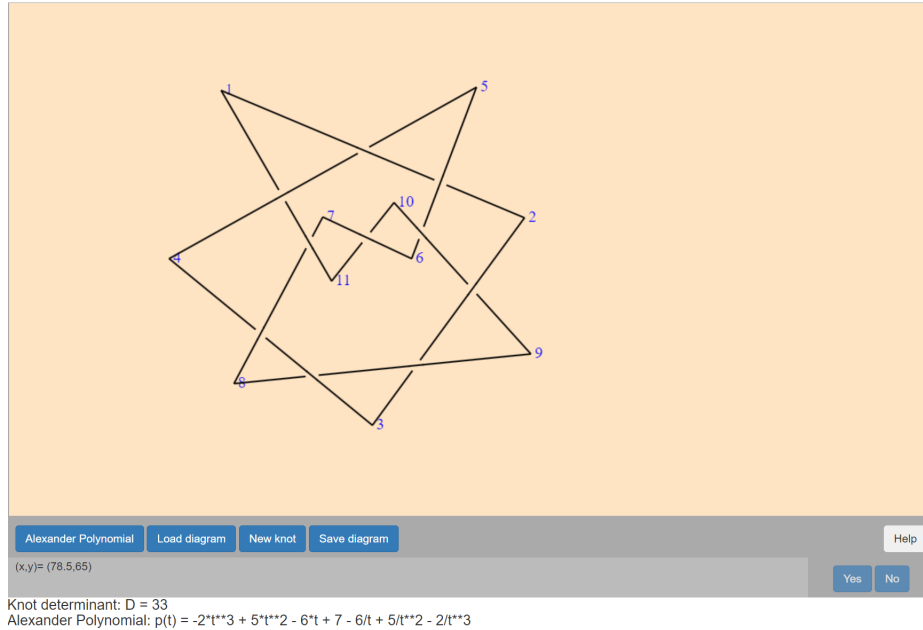 1
5
10
7
2
4
6
11
9
8
3
Alexander Polynomial Load diagram New knot Save diagram Help
(x,y)= (78.5,65)
Yes No
Knot determinant: D = 33
Alexander Polynomial: p(t) = -2*t**3 + 5*t**2 - 6*t + 7 - 6/t + 5/t**2 - 2/t**3